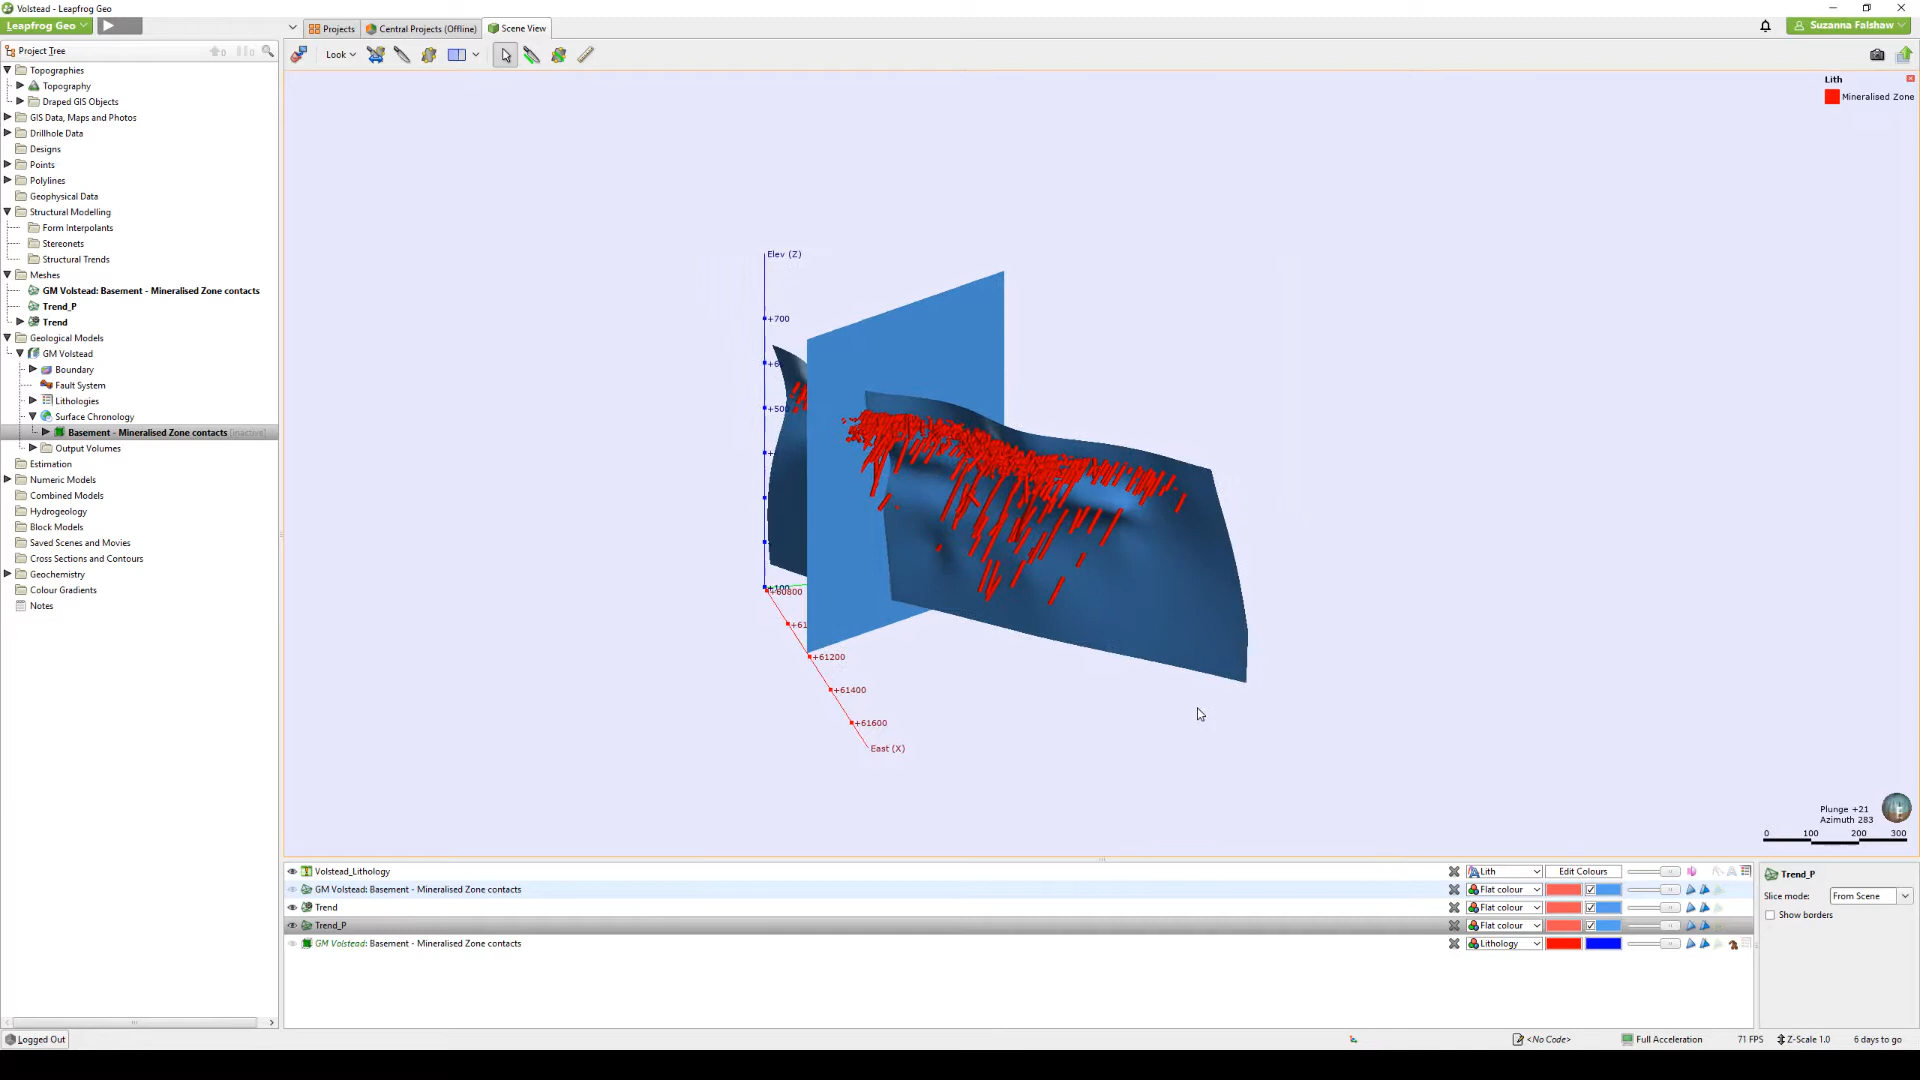 Volstead - Leapfrog Geo
Leapfrog Geo
Projects
Central Projects (Offline)
Scene View
Suzanna Falshaw
Project Tree
Look
Topographies
Topography
Draped GIS Objects
GIS Data, Maps and Photos
Drillhole Data
Designs
Points
Polylines
Geophysical Data
Structural Modelling
Form Interpolants
Stereonets
Structural Trends
Meshes
GM Volstead: Basement - Mineralised Zone contacts
Trend_P
Trend
Geological Models
GM Volstead
Boundary
Fault System
Lithologies
Surface Chronology
Basement - Mineralised Zone contacts (inactive)
Output Volumes
Estimation
Numeric Models
Combined Models
Hydrogeology
Block Models
Saved Scenes and Movies
Cross Sections and Contours
Geochemistry
Colour Gradients
Notes
Lith
Mineralised Zone
Elev (Z)
+700
+500
+60800
+61200
+61400
+61600
East (X)
Plunge +21
Azimuth 283
0 100 200 300
Volstead_Lithology
Lith
Edit Colours
GM Volstead: Basement - Mineralised Zone contacts
Flat colour
Trend
Flat colour
Trend_P
Flat colour
GM Volstead: Basement - Mineralised Zone contacts
Lithology
Trend_P
Slice mode: From Scene
Show borders
Logged Out
<No Code>
Full Acceleration
71 FPS
Z-Scale 1.0
6 days to go